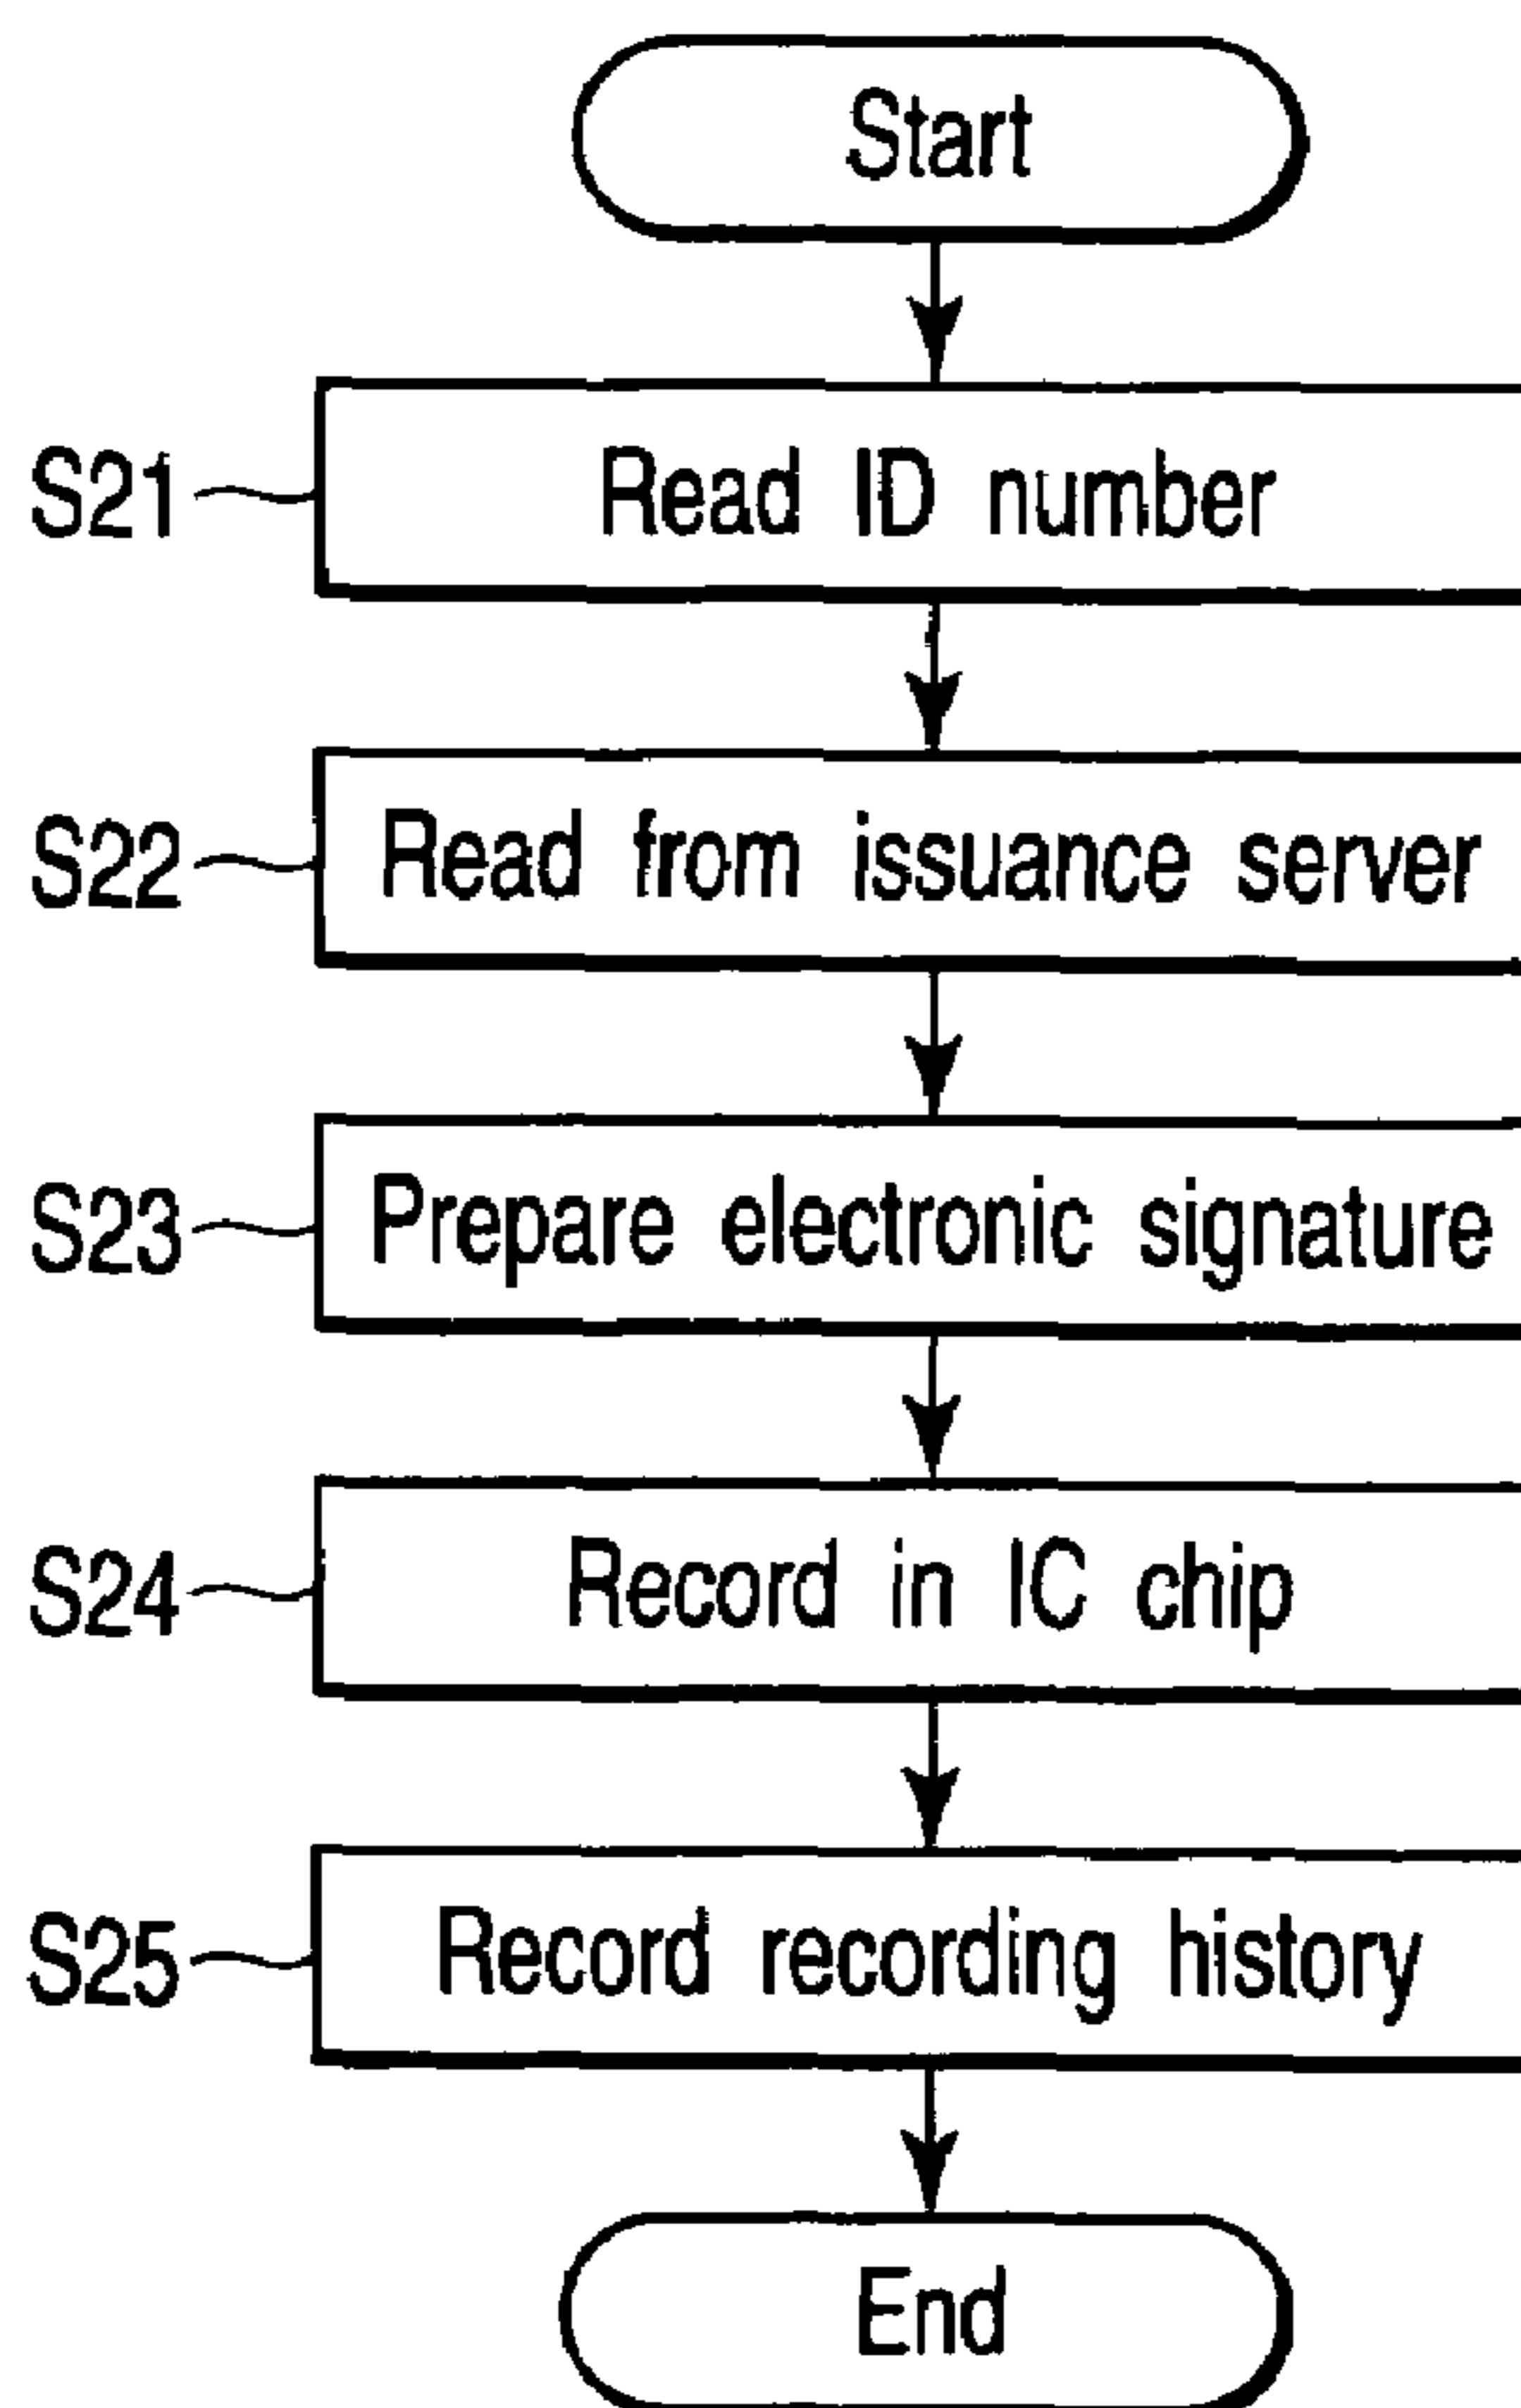 Start
S21 Read ID number
S22 Read from issuance server
S23 Prepare electronic signature
S24 Record in IC chip
S25 Record recording history
End